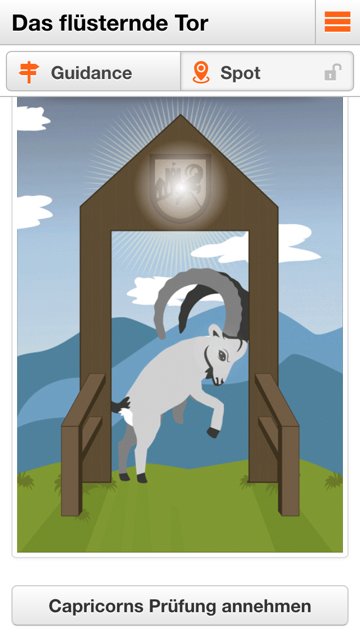 Das flüsternde Tor
Guidance
Spot
Capricorns Prüfung annehmen